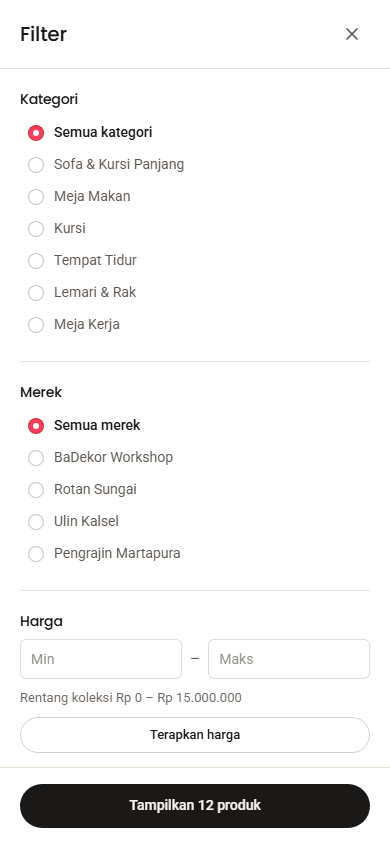 Filter
Kategori
Semua kategori
Sofa & Kursi Panjang
Meja Makan
Kursi
Tempat Tidur
Lemari & Rak
Meja Kerja
Merek
Semua merek
BaDekor Workshop
Rotan Sungai
Ulin Kalsel
Pengrajin Martapura
Harga
Min – Maks
Rentang koleksi Rp 0 – Rp 15.000.000
Terapkan harga
Tampilkan 12 produk